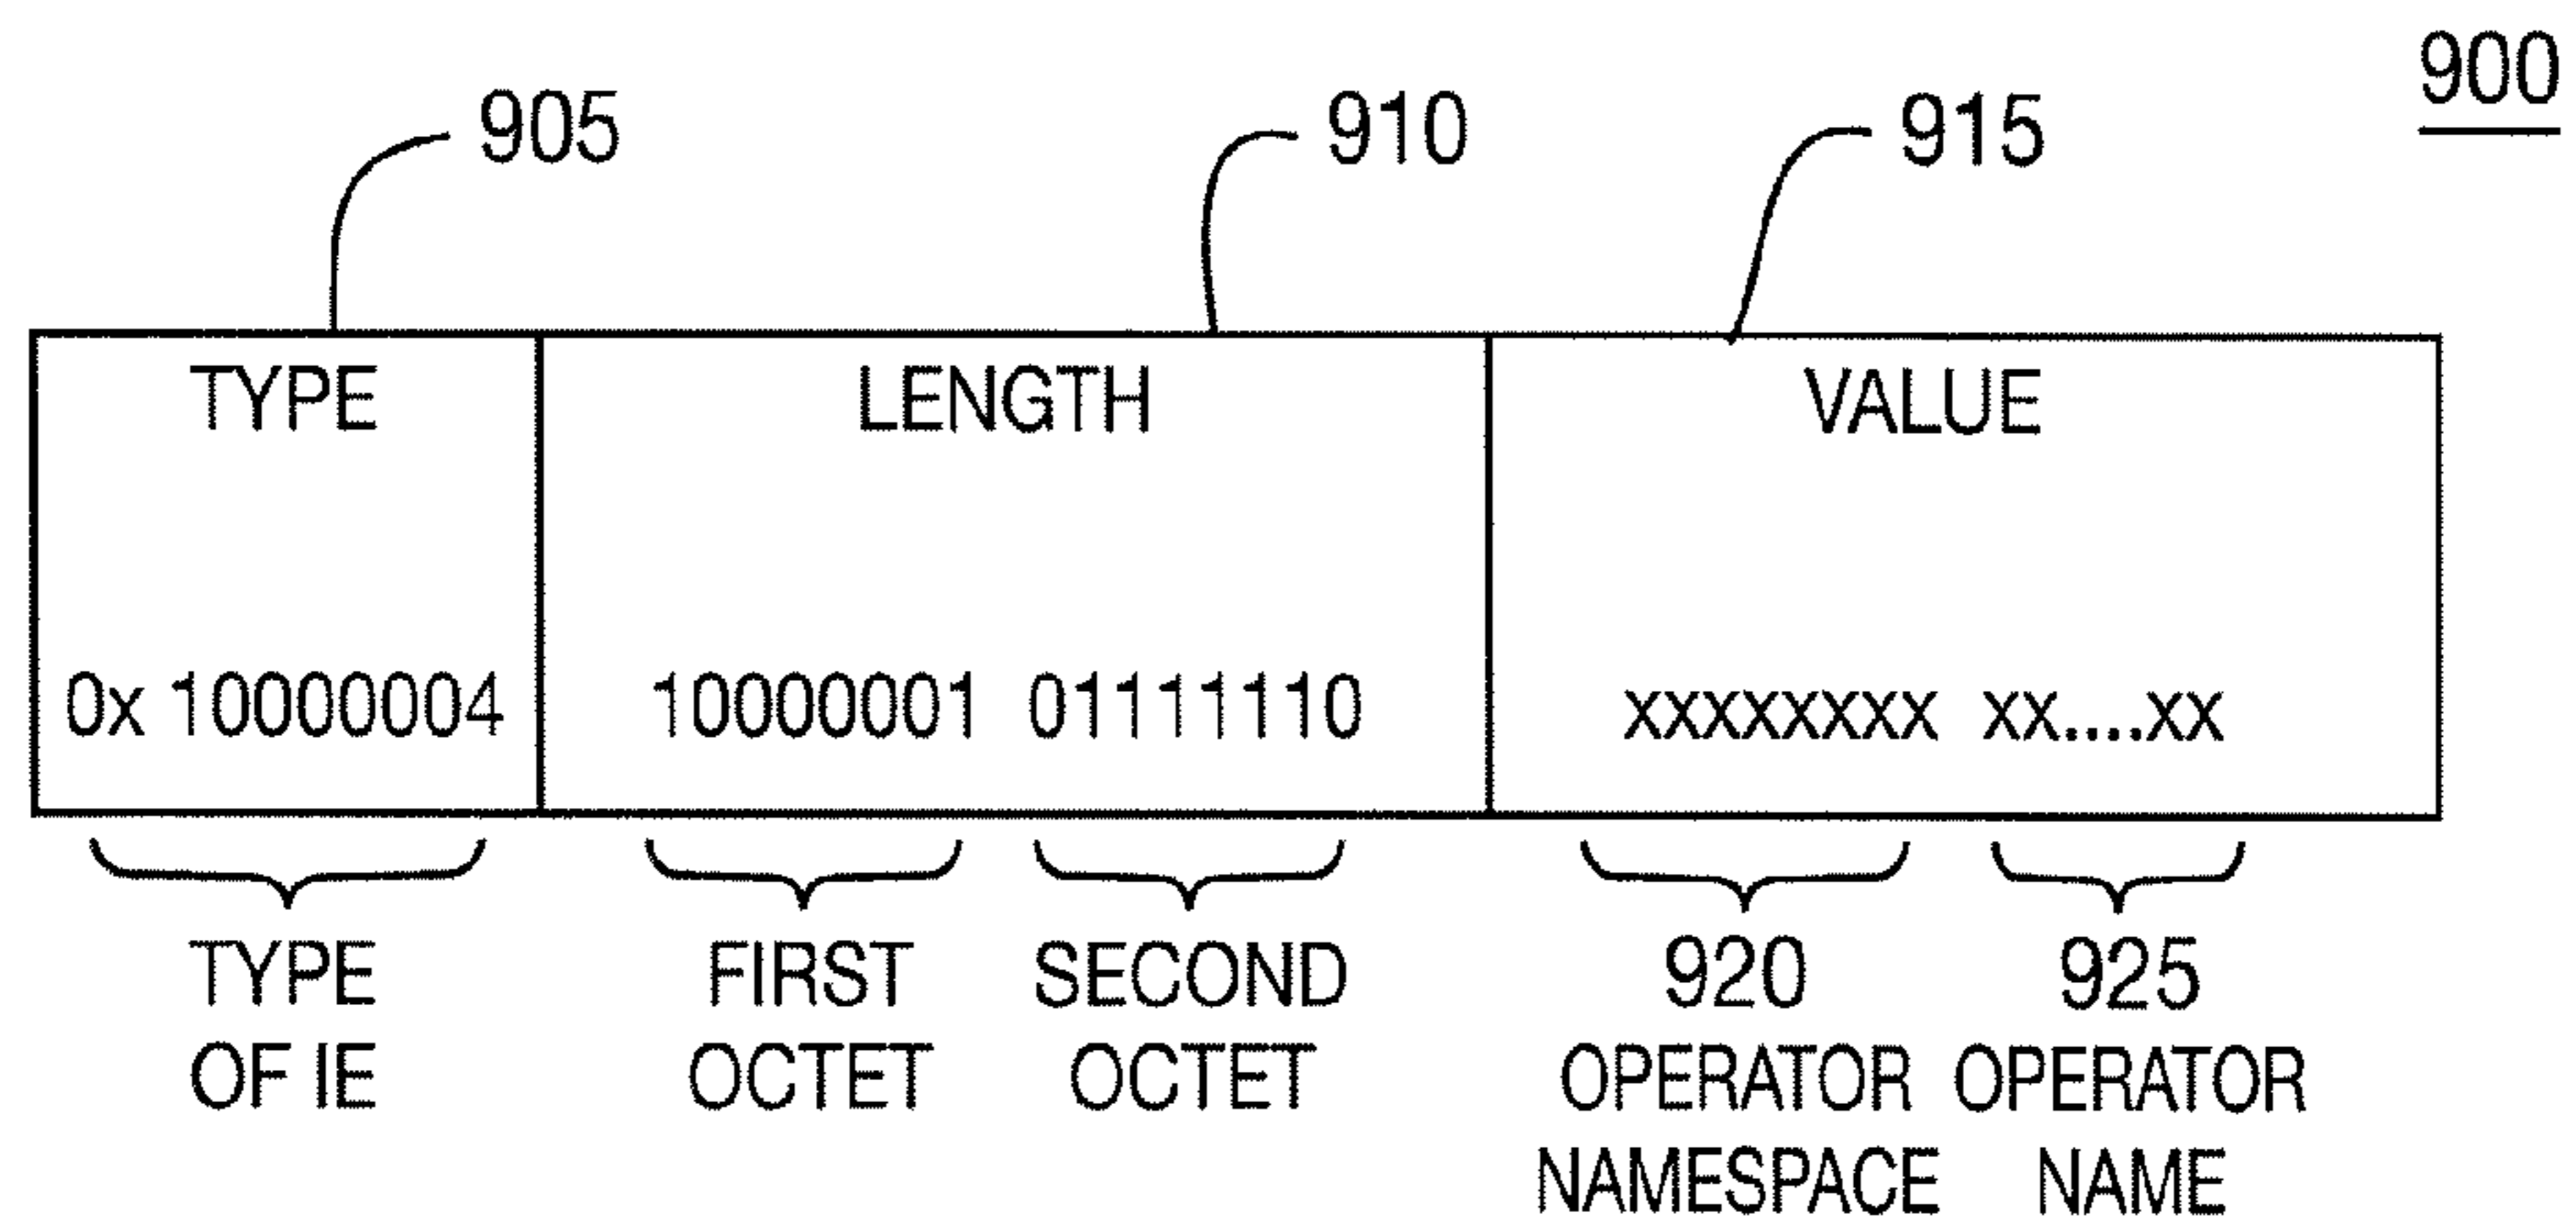 900
905 910 915
TYPE LENGTH VALUE
0x 10000004 10000001 01111110 xxxxxxxx xx....xx
TYPE FIRST SECOND 920 925
OF IE OCTET OCTET OPERATOR OPERATOR
NAMESPACE NAME